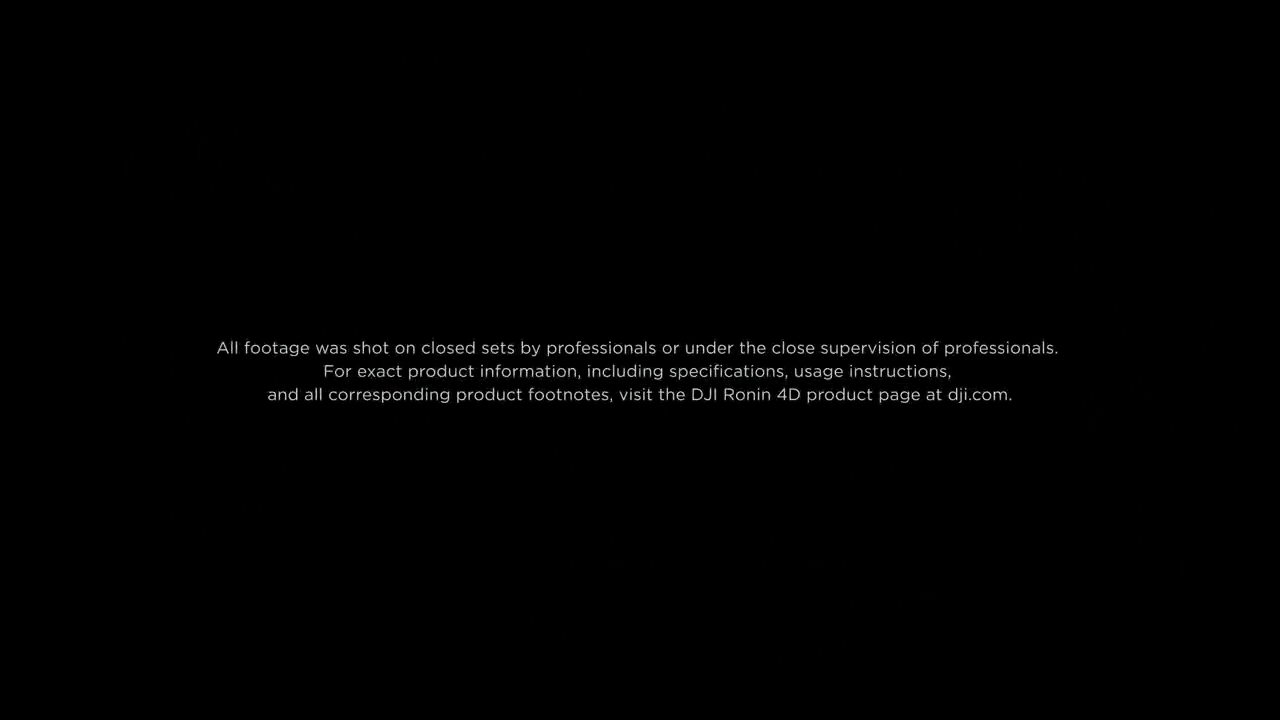 All footage was shot on closed sets by professionals or under the close supervision of professionals.
For exact product information, including specifications, usage instructions,
and all corresponding product footnotes, visit the DJI Ronin 4D product page at dji.com.